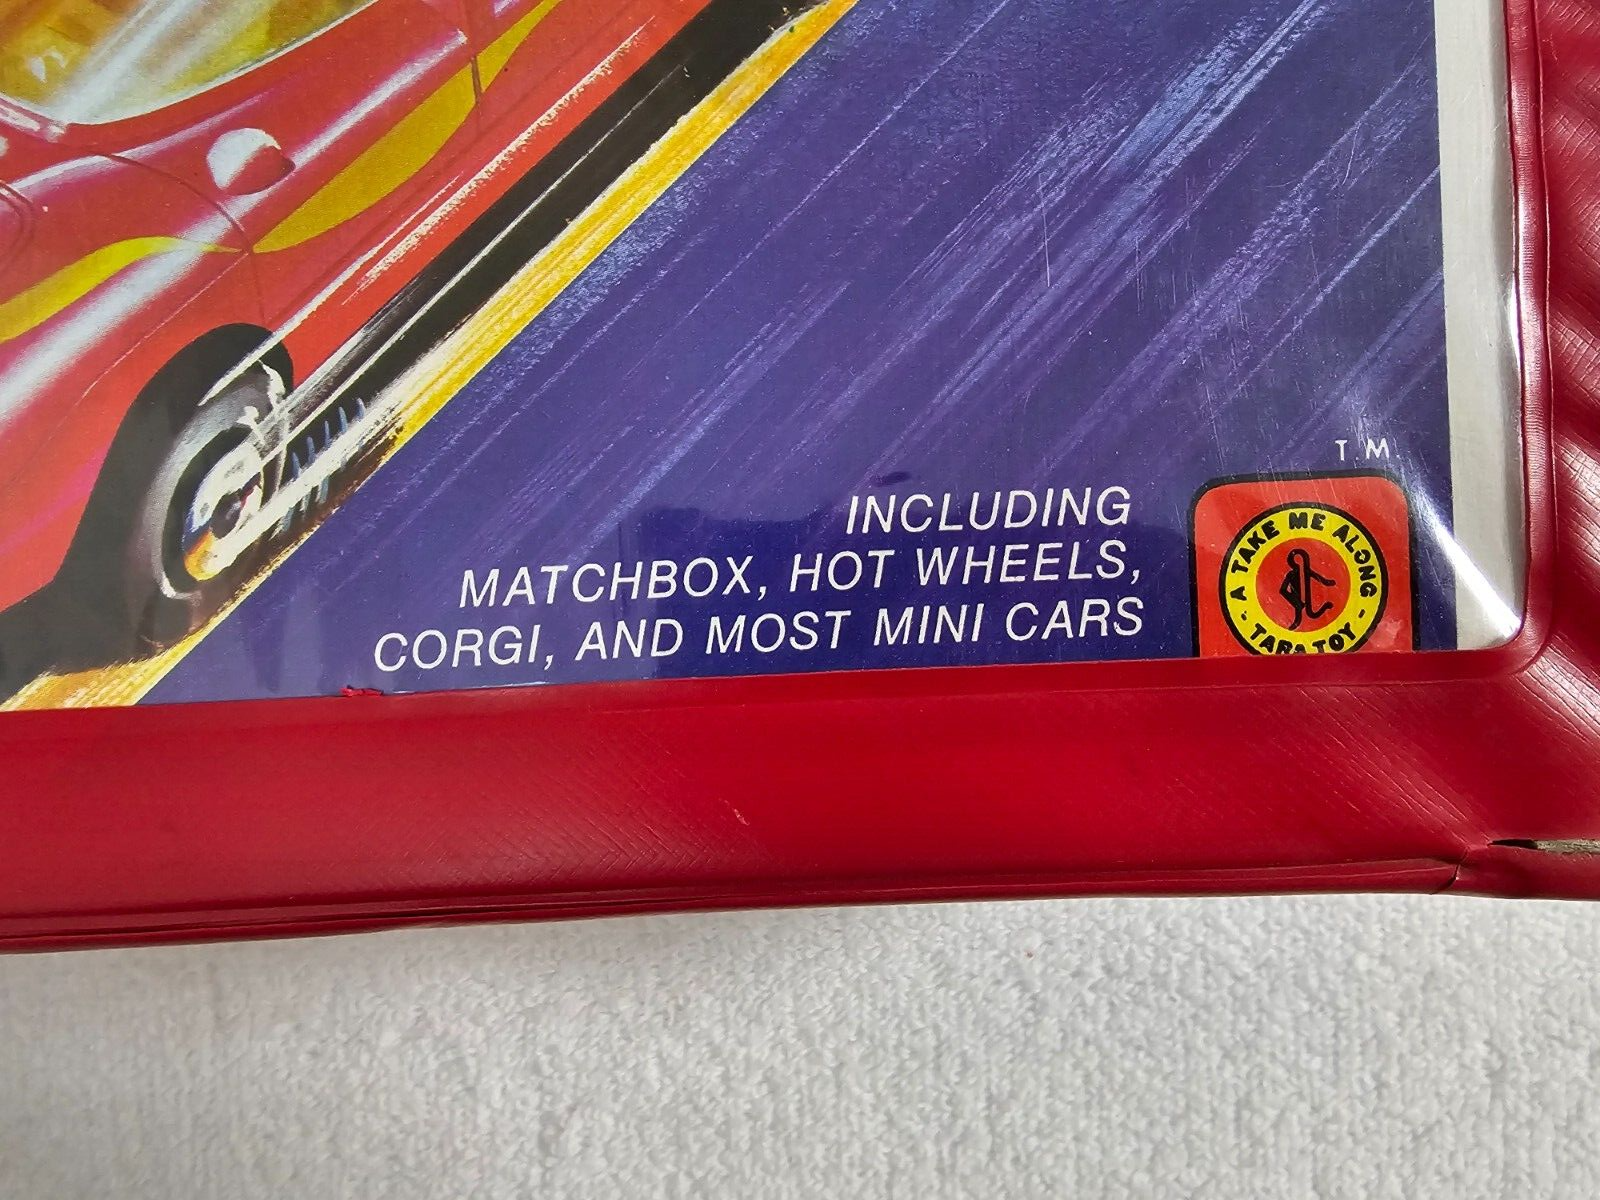 INCLUDING
MATCHBOX, HOT WHEELS,
CORGI, AND MOST MINI CARS
T.M.
- A TAKE ME ALONG -
TARA TOY